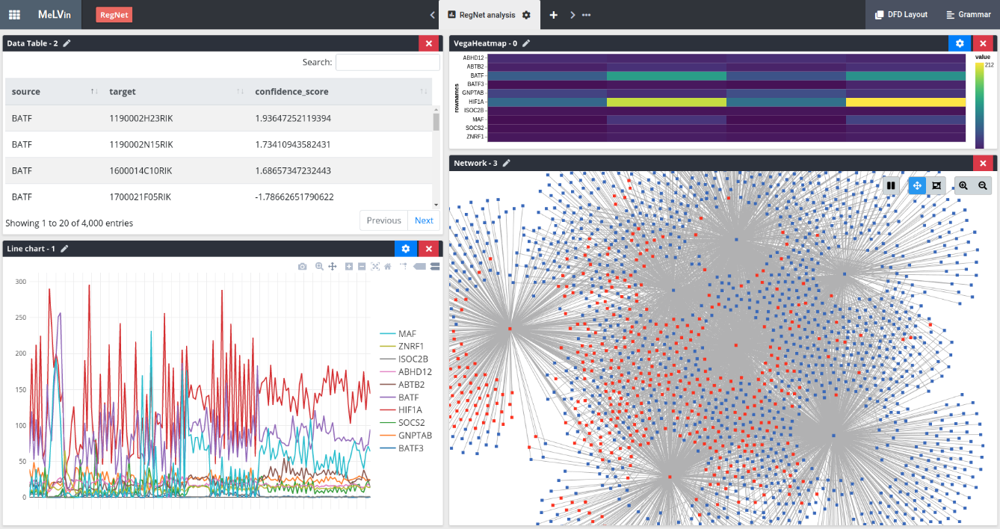 MeLVin RegNet RegNet analysis DFD Layout Grammar
Data Table - 2
Search:
source target confidence_score
BATF 1190002H23RIK 1.93647252119394
BATF 1190002N15RIK 1.73410943582431
BATF 1600014C10RIK 1.68657347232443
BATF 1700021F05RIK -1.78662651790622
Showing 1 to 20 of 4,000 entries
Previous Next
Line chart - 1
300
250
200
150
100
50
0
MAF
ZNRF1
ISOC2B
ABHD12
ABTB2
BATF
HIF1A
SOCS2
GNPTAB
BATF3
VegaHeatmap - 0
rownames
ABHD12
ABTB2
BATF
BATF3
GNPTAB
HIF1A
ISOC2B
MAF
SOCS2
ZNRF1
value
212
Network - 3